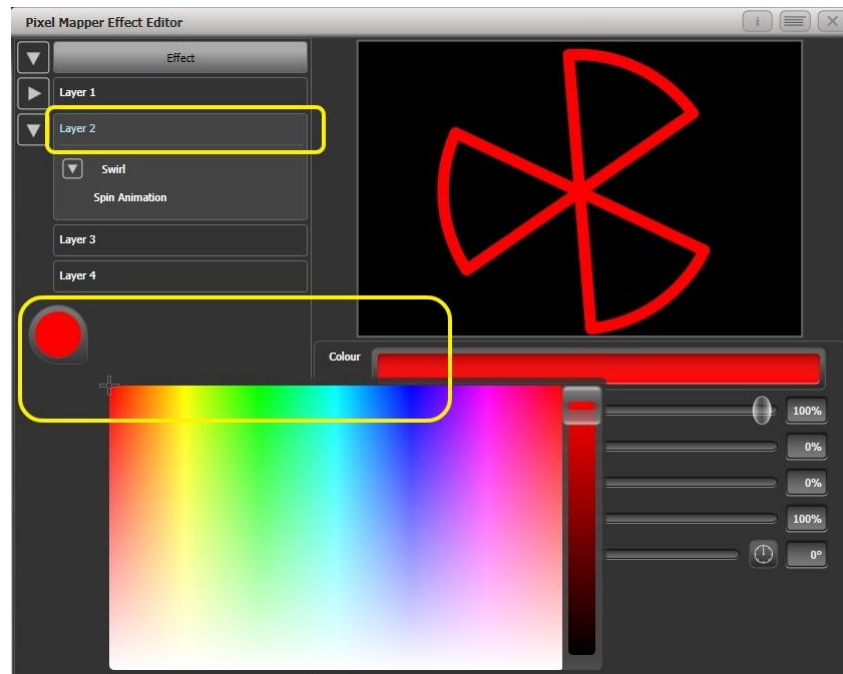 Pixel Mapper Effect Editor
i
Effect
Layer 1
Layer 2
Swirl
Spin Animation
Layer 3
Layer 4
Colour
100%
0%
0%
100%
0°